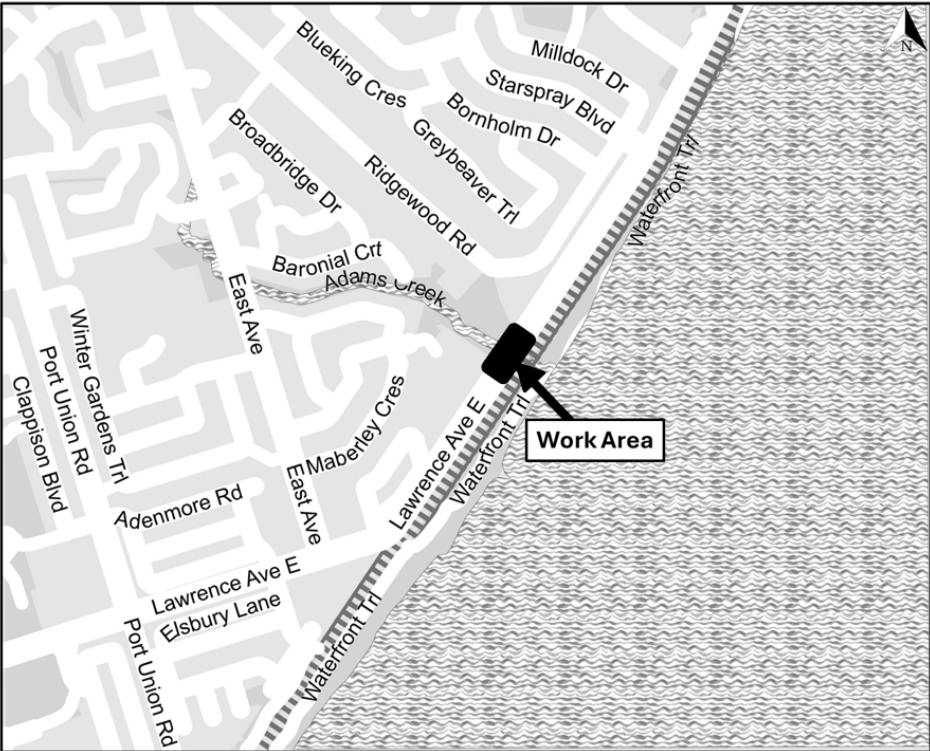 N
Milldock Dr
Blueking Cres
Starspray Blvd
Bornholm Dr
Greybeaver Trl
Broadbridge Dr
Ridgewood Rd
Waterfront Trl
Baronial Crt
Adams Creek
East Ave
Winter Gardens Trl
Port Union Rd
Clappison Blvd
Maberley Cres
Lawrence Ave E
Waterfront Trl
Work Area
East Ave
Adenmore Rd
Lawrence Ave E
Elsbury Lane
Waterfront Trl
Port Union Rd